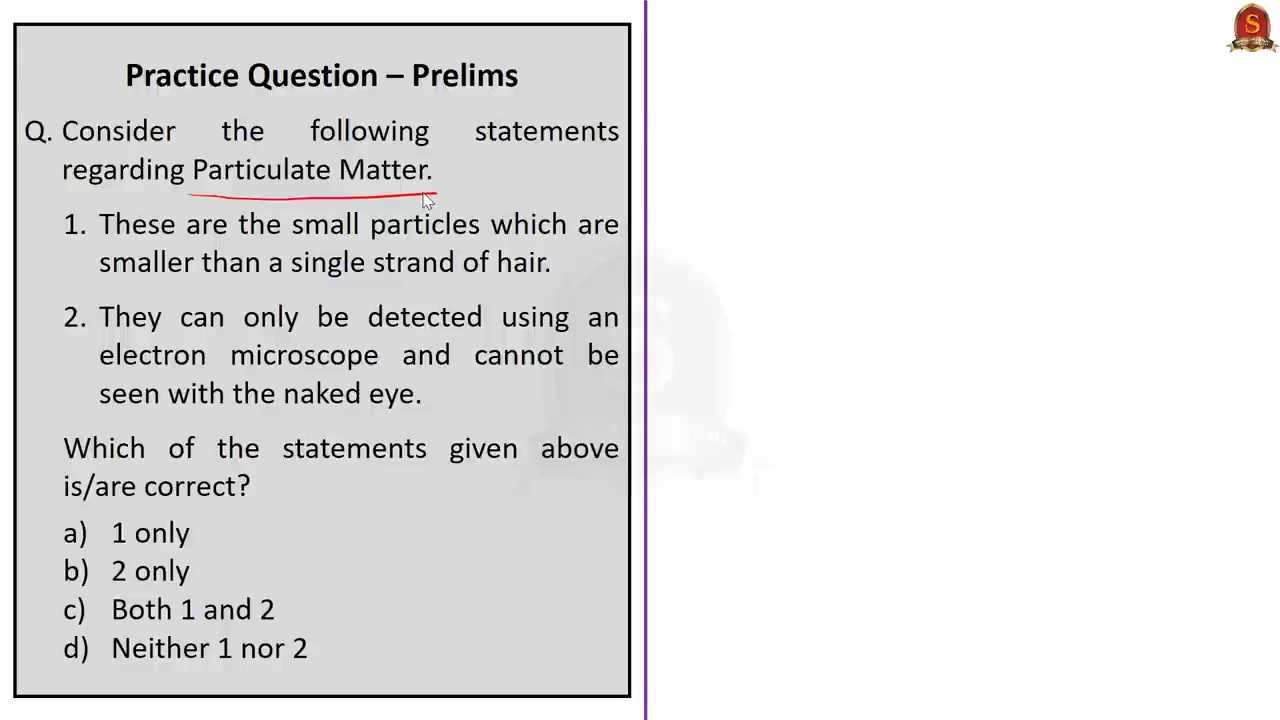 Practice Question – Prelims
Q. Consider the following statements
regarding Particulate Matter.
1. These are the small particles which are
smaller than a single strand of hair.
2. They can only be detected using an
electron microscope and cannot be
seen with the naked eye.
Which of the statements given above
is/are correct?
a) 1 only
b) 2 only
c) Both 1 and 2
d) Neither 1 nor 2
S